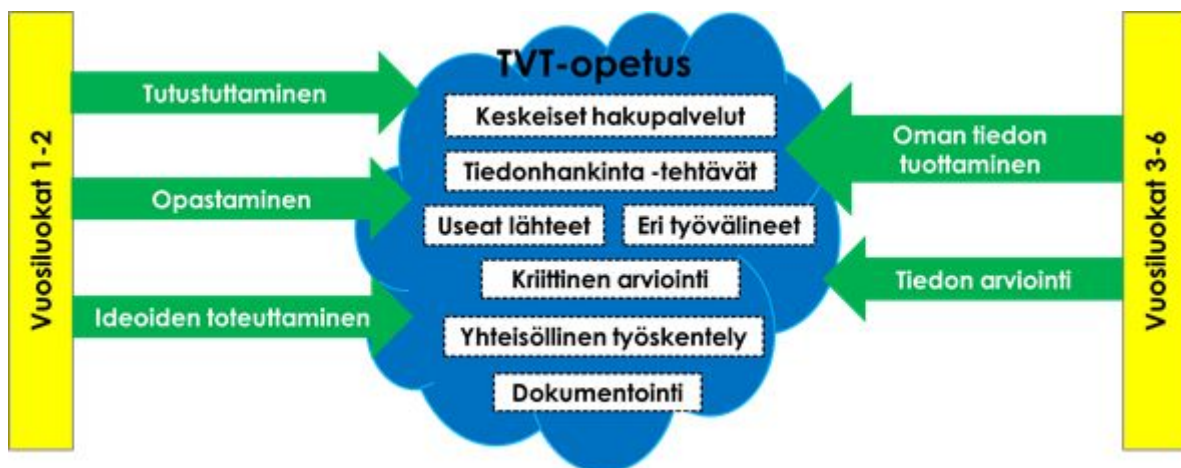 Vuosiluokat 1-2
Tutustuttaminen
Opastaminen
Ideoiden toteuttaminen
TVT-opetus
Keskeiset hakupalvelut
Tiedonhankinta -tehtävät
Useat lähteet
Eri työvälineet
Kriittinen arviointi
Yhteisöllinen työskentely
Dokumentointi
Oman tiedon
tuottaminen
Tiedon arviointi
Vuosiluokat 3-6